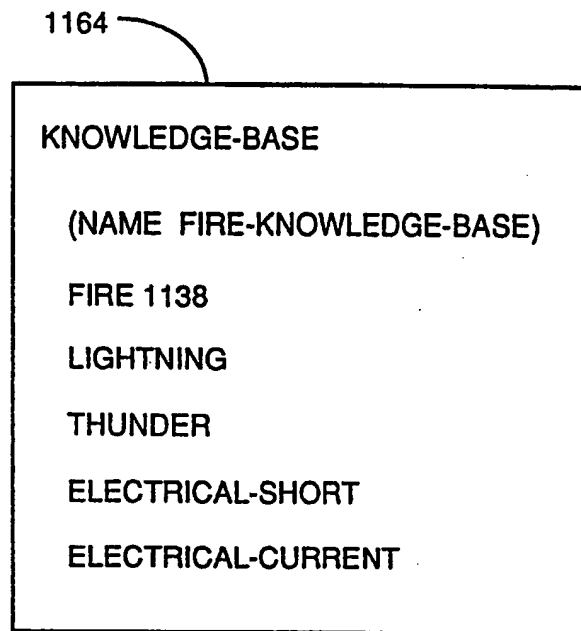 1164
KNOWLEDGE-BASE
(NAME FIRE-KNOWLEDGE-BASE)
FIRE 1138
LIGHTNING
THUNDER
ELECTRICAL-SHORT
ELECTRICAL-CURRENT